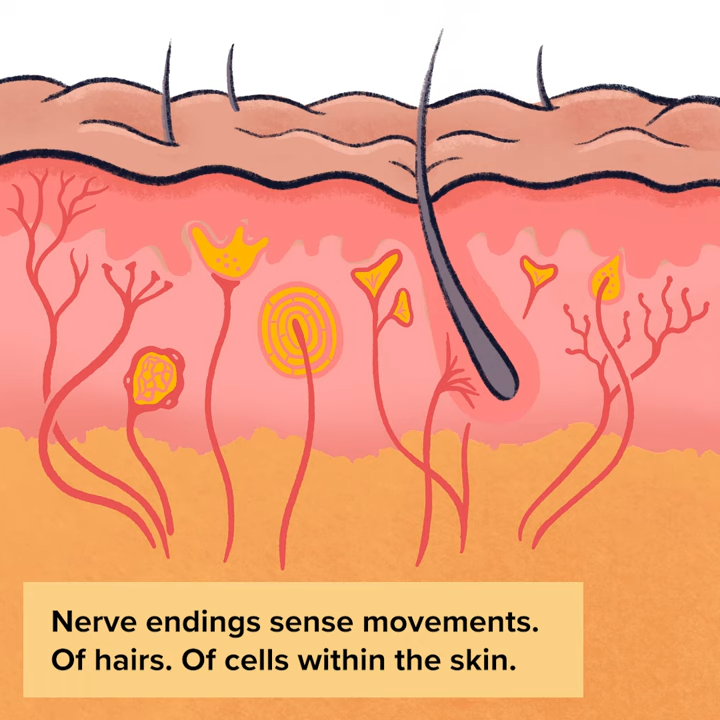 Nerve endings sense movements.
Of hairs. Of cells within the skin.